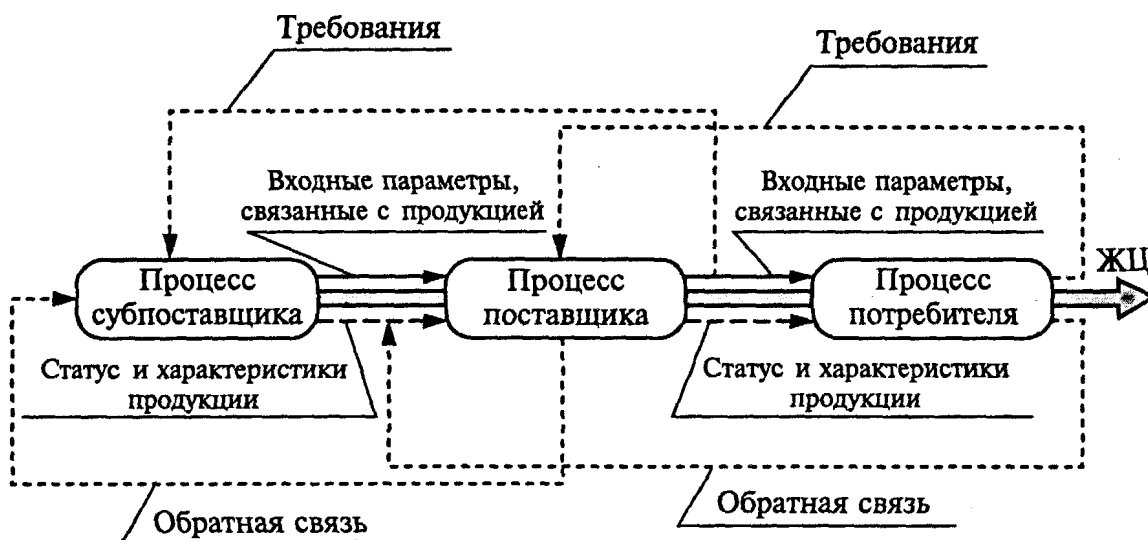 Требования
Требования
Входные параметры,
связанные с продукцией
Входные параметры,
связанные с продукцией
Процесс
субпоставщика
Процесс
поставщика
Процесс
потребителя
ЖЦ
Статус и характеристики
продукции
Статус и характеристики
продукции
Обратная связь
Обратная связь